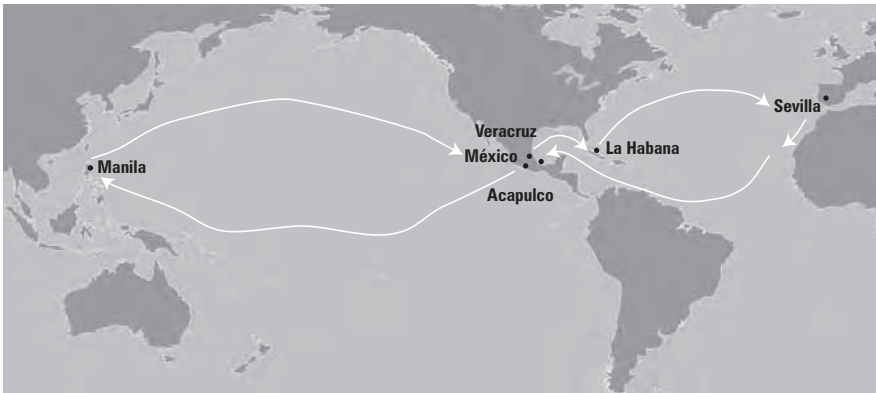 Sevilla
Veracruz
México
La Habana
Manila
Acapulco